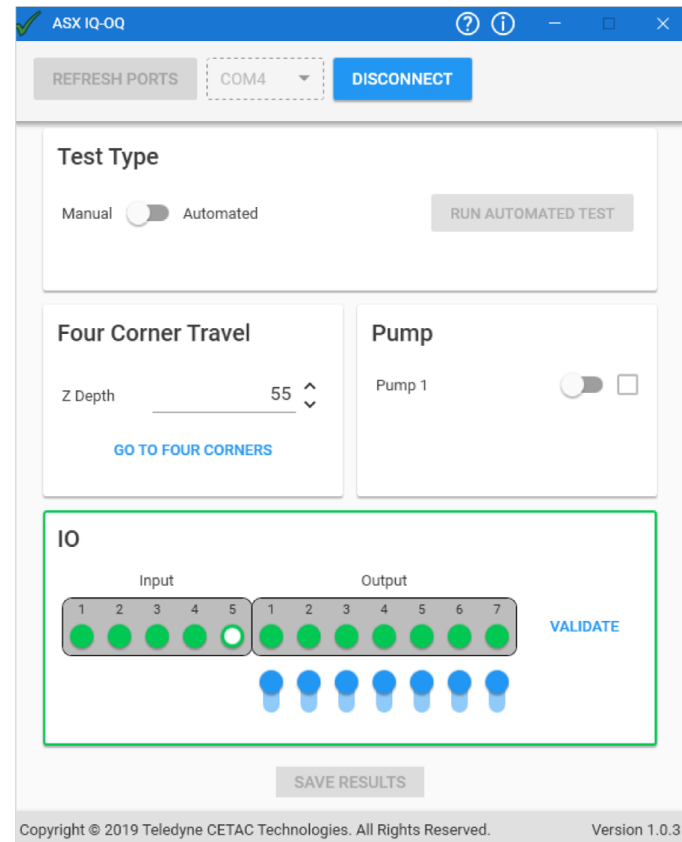 ASX IQ-OQ
REFRESH PORTS COM4 DISCONNECT
Test Type
Manual Automated RUN AUTOMATED TEST
Four Corner Travel
Z Depth 55
GO TO FOUR CORNERS
Pump
Pump 1
IO
Input Output
1 2 3 4 5 1 2 3 4 5 6 7
VALIDATE
SAVE RESULTS
Copyright © 2019 Teledyne CETAC Technologies. All Rights Reserved. Version 1.0.3